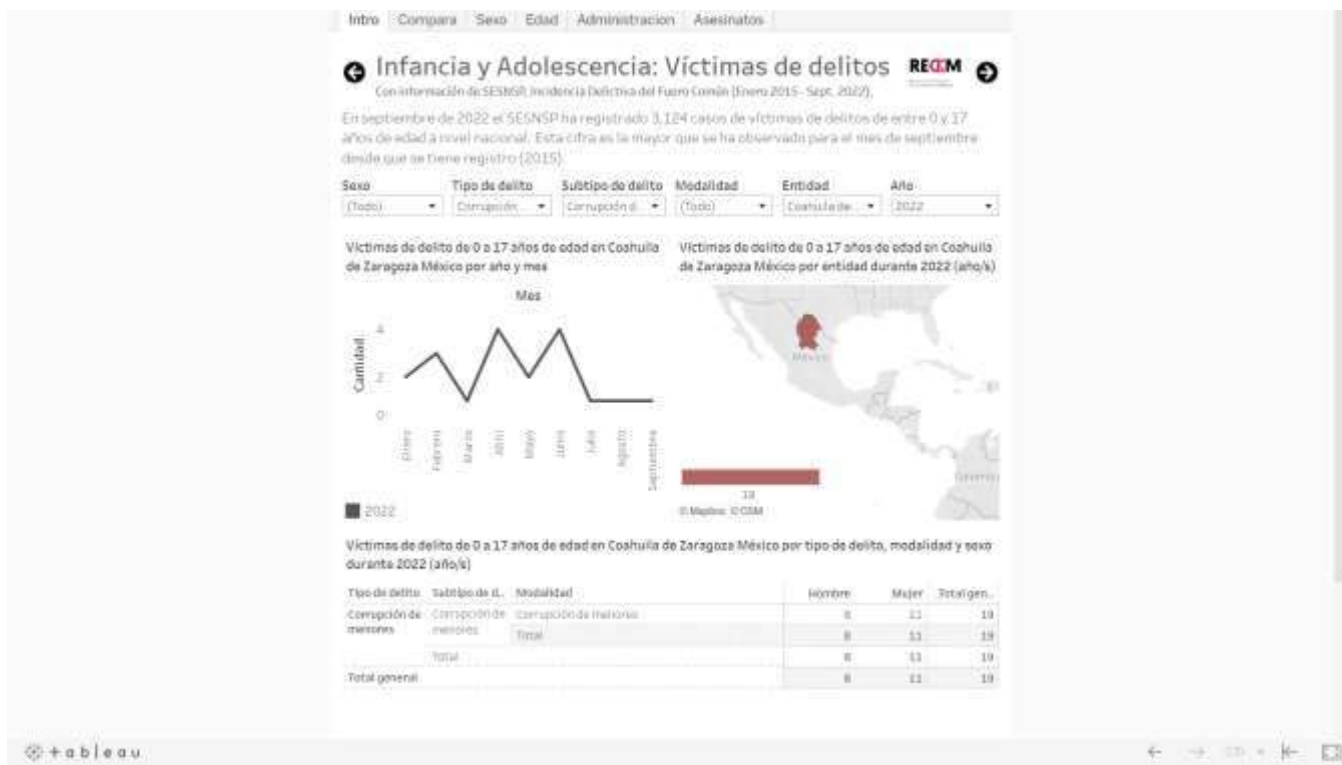 Intro Compara Sexo Edad Administracion Asesinatos
Infancia y Adolescencia: Víctimas de delitos
REDIM
Con información de SESNSP, Incidencia Delictiva del Fuero Común (Enero 2015 - Sept. 2022).
En septiembre de 2022 el SESNSP ha registrado 3,124 casos de víctimas de delitos de entre 0 y 17
años de edad a nivel nacional. Esta cifra es la mayor que se ha observado para el mes de septiembre
desde que se tiene registro (2015).
Sexo Tipo de delito Subtipo de delito Modalidad Entidad Año
(Todo) Corrupción Corrupción d. (Todo) Coahuila de 2022
Víctimas de delito de 0 a 17 años de edad en Coahuila
de Zaragoza México por año y mes
Víctimas de delito de 0 a 17 años de edad en Coahuila
de Zaragoza México por entidad durante 2022 (año/s)
Mes
Cantidad
4
2
0
Enero
Febrero
Marzo
Abril
Mayo
Junio
Julio
Agosto
Septiembre
2022
México
19
© Mapbox © OSM
Víctimas de delito de 0 a 17 años de edad en Coahuila de Zaragoza México por tipo de delito, modalidad y sexo
durante 2022 (año/s)
Tipo de delito Subtipo de d.. Modalidad Hombre Mujer Total gen..
Corrupción de Corrupción de Corrupción de menores 8 11 19
menores menores Total 8 11 19
Total 8 11 19
Total general 8 11 19
+ a b l e a u